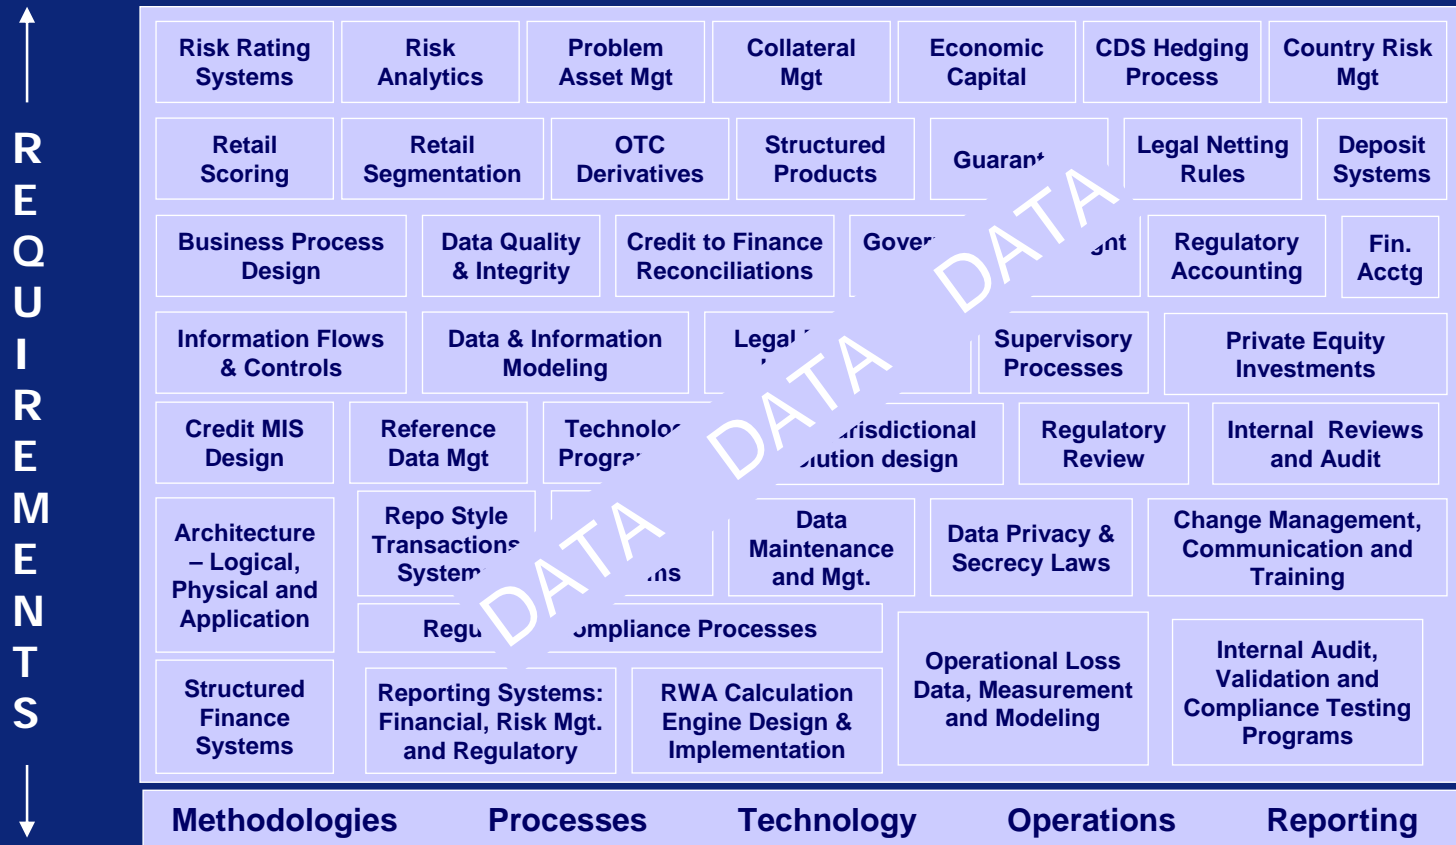 REQUIREMENTS
Risk Rating
Systems
Risk
Analytics
Problem
Asset Mgt
Collateral
Mgt
Economic
Capital
CDS Hedging
Process
Country Risk
Mgt
Retail
Scoring
Retail
Segmentation
OTC
Derivatives
Structured
Products
Legal Netting
Rules
Deposit
Systems
Business Process
Design
Data Quality
& Integrity
Credit to Finance
Reconciliations
Regulatory
Accounting
Fin.
Acctg
Information Flows
& Controls
Data & Information
Modeling
Legal
Supervisory
Processes
Private Equity
Investments
Credit MIS
Design
Reference
Data Mgt
design
Regulatory
Review
Internal Reviews
and Audit
Architecture
– Logical,
Physical and
Application
Repo Style
Transactions
Data
Maintenance
and Mgt.
Data Privacy &
Secrecy Laws
Change Management,
Communication and
Training
Processes
Structured
Finance
Systems
Reporting Systems:
Financial, Risk Mgt.
and Regulatory
RWA Calculation
Engine Design &
Implementation
Operational Loss
Data, Measurement
and Modeling
Internal Audit,
Validation and
Compliance Testing
Programs
DATA DATA DATA
Methodologies Processes Technology Operations Reporting